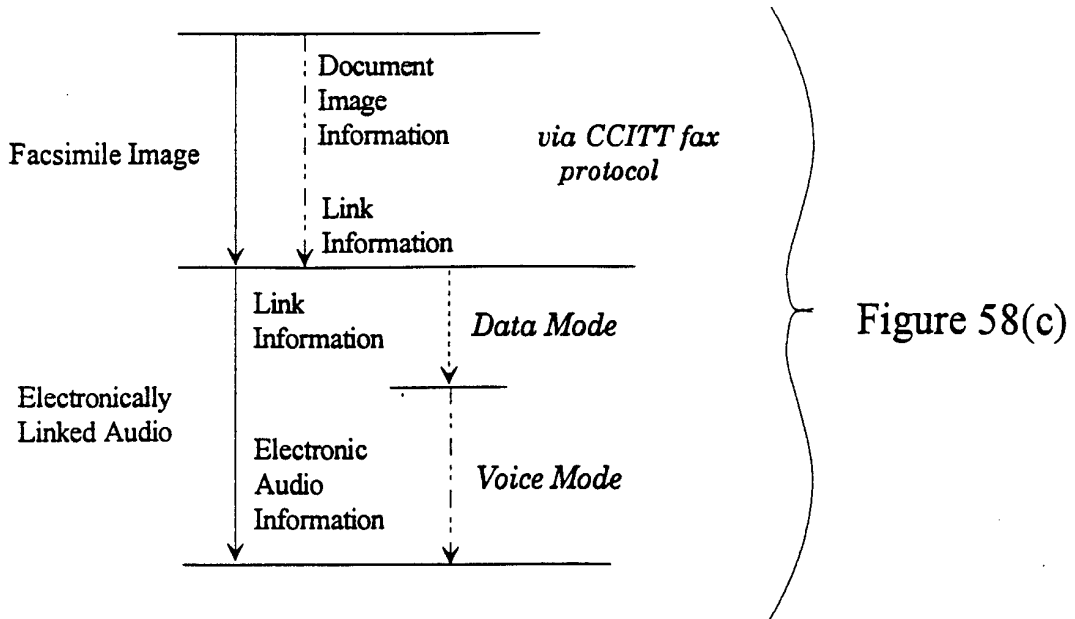 Document
Image
Information
Facsimile Image
via CCITT fax
protocol
Link
Information
Link
Information
Data Mode
Figure 58(c)
Electronically
Linked Audio
Electronic
Audio
Information
Voice Mode